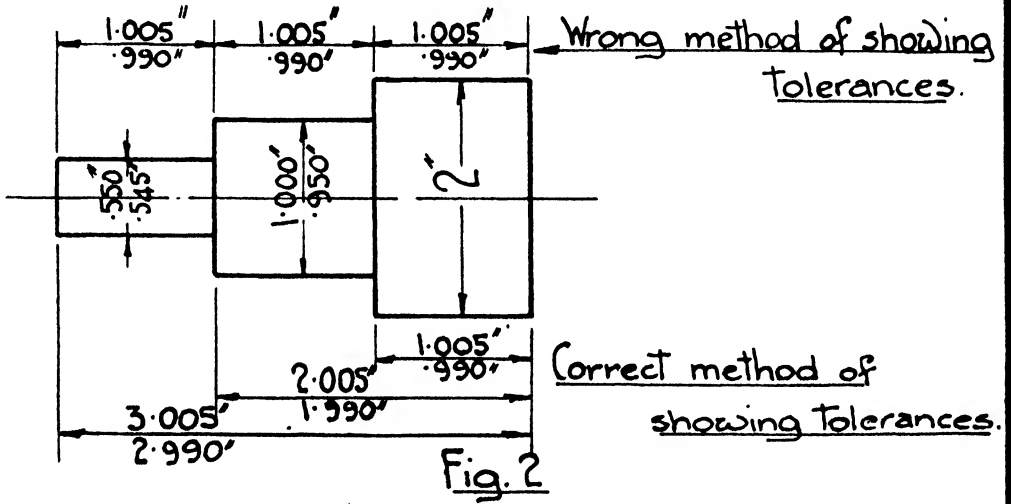 1.005" 1.005" 1.005"
.990" .990" .990"
Wrong method of showing
Tolerances.
.550"
.545"
1.000"
.950"
2"
1.005"
.990"
2.005"
1.990"
3.005"
2.990"
Correct method of
showing Tolerances.
Fig. 2